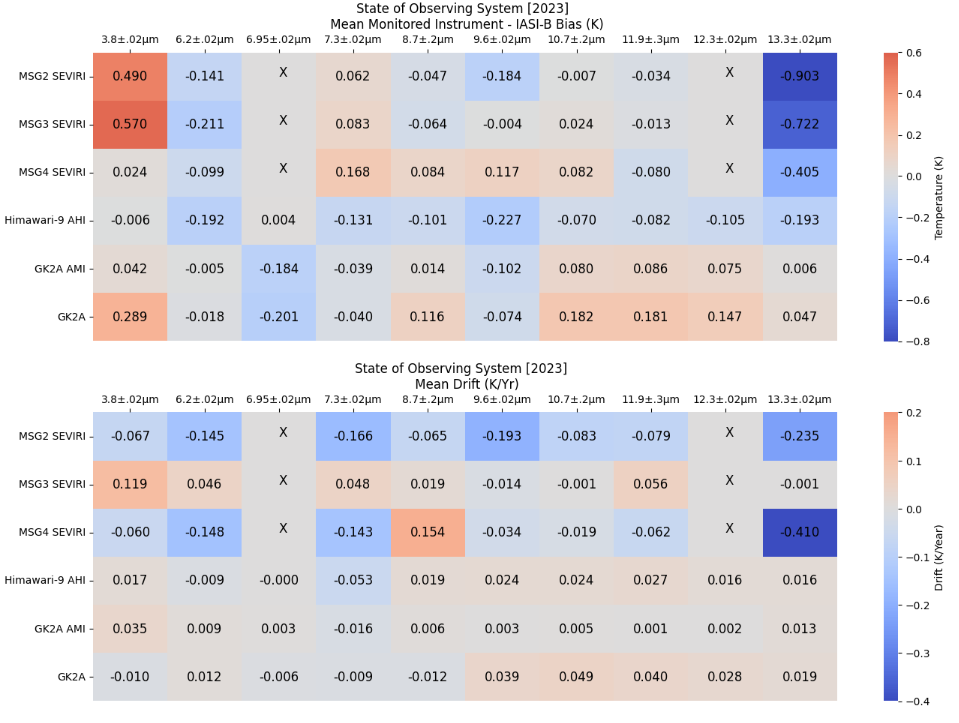 State of Observing System [2023]
Mean Monitored Instrument - IASI-B Bias (K)
3.8±.02μm 6.2±.02μm 6.95±.02μm 7.3±.02μm 8.7±.2μm 9.6±.02μm 10.7±.2μm 11.9±.3μm 12.3±.02μm 13.3±.02μm
MSG2 SEVIRI 0.490 -0.141 X 0.062 -0.047 -0.184 -0.007 -0.034 X -0.903
MSG3 SEVIRI 0.570 -0.211 X 0.083 -0.064 -0.004 0.024 -0.013 X -0.722
MSG4 SEVIRI 0.024 -0.099 X 0.168 0.084 0.117 0.082 -0.080 X -0.405
Himawari-9 AHI -0.006 -0.192 0.004 -0.131 -0.101 -0.227 -0.070 -0.082 -0.105 -0.193
GK2A AMI 0.042 -0.005 -0.184 -0.039 0.014 -0.102 0.080 0.086 0.075 0.006
GK2A 0.289 -0.018 -0.201 -0.040 0.116 -0.074 0.182 0.181 0.147 0.047
0.6
0.4
0.2
0.0
−0.2
−0.4
−0.6
−0.8
Temperature (K)
State of Observing System [2023]
Mean Drift (K/Yr)
3.8±.02μm 6.2±.02μm 6.95±.02μm 7.3±.02μm 8.7±.2μm 9.6±.02μm 10.7±.2μm 11.9±.3μm 12.3±.02μm 13.3±.02μm
MSG2 SEVIRI -0.067 -0.145 X -0.166 -0.065 -0.193 -0.083 -0.079 X -0.235
MSG3 SEVIRI 0.119 0.046 X 0.048 0.019 -0.014 -0.001 0.056 X -0.001
MSG4 SEVIRI -0.060 -0.148 X -0.143 0.154 -0.034 -0.019 -0.062 X -0.410
Himawari-9 AHI 0.017 -0.009 -0.000 -0.053 0.019 0.024 0.024 0.027 0.016 0.016
GK2A AMI 0.035 0.009 0.003 -0.016 0.006 0.003 0.005 0.001 0.002 0.013
GK2A -0.010 0.012 -0.006 -0.009 -0.012 0.039 0.049 0.040 0.028 0.019
0.2
0.1
0.0
−0.1
−0.2
−0.3
−0.4
Drift (K/Year)